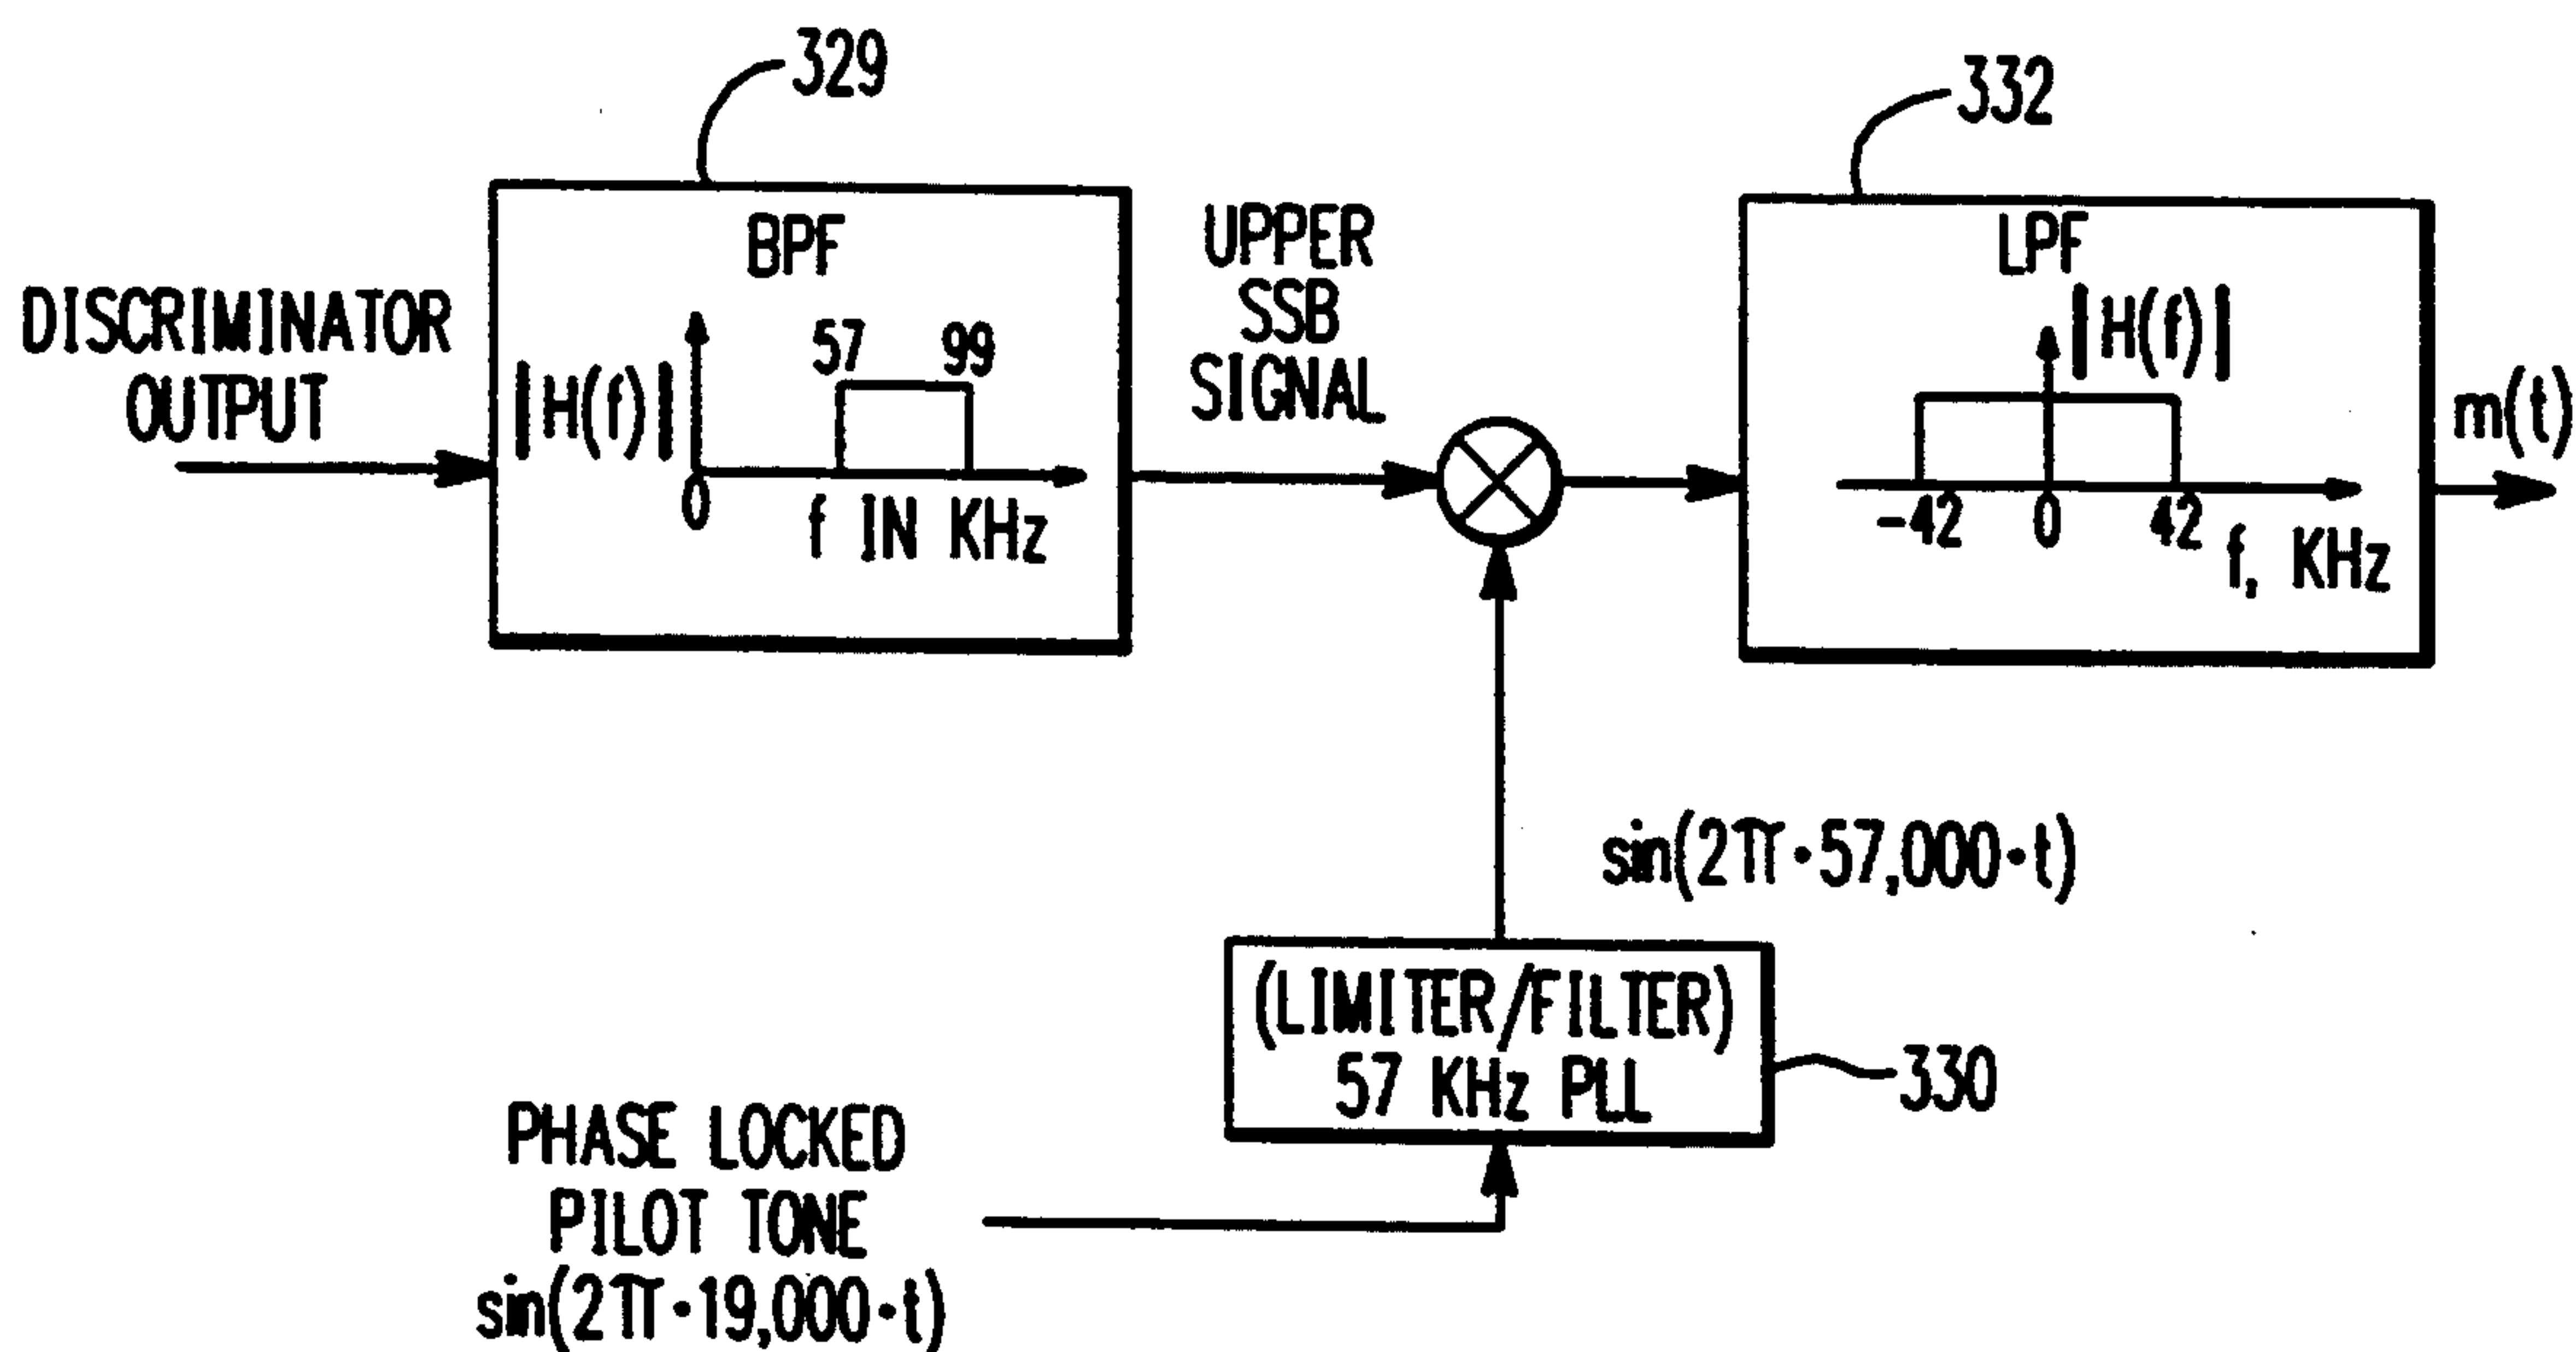 329
332
BPF
DISCRIMINATOR
OUTPUT
|H(f)|
57
99
0
f IN KHz
UPPER
SSB
SIGNAL
LPF
|H(f)|
-42
0
42
f, KHz
m(t)
sin(2π·57,000·t)
(LIMITER/FILTER)
57 KHz PLL
330
PHASE LOCKED
PILOT TONE
sin(2π·19,000·t)